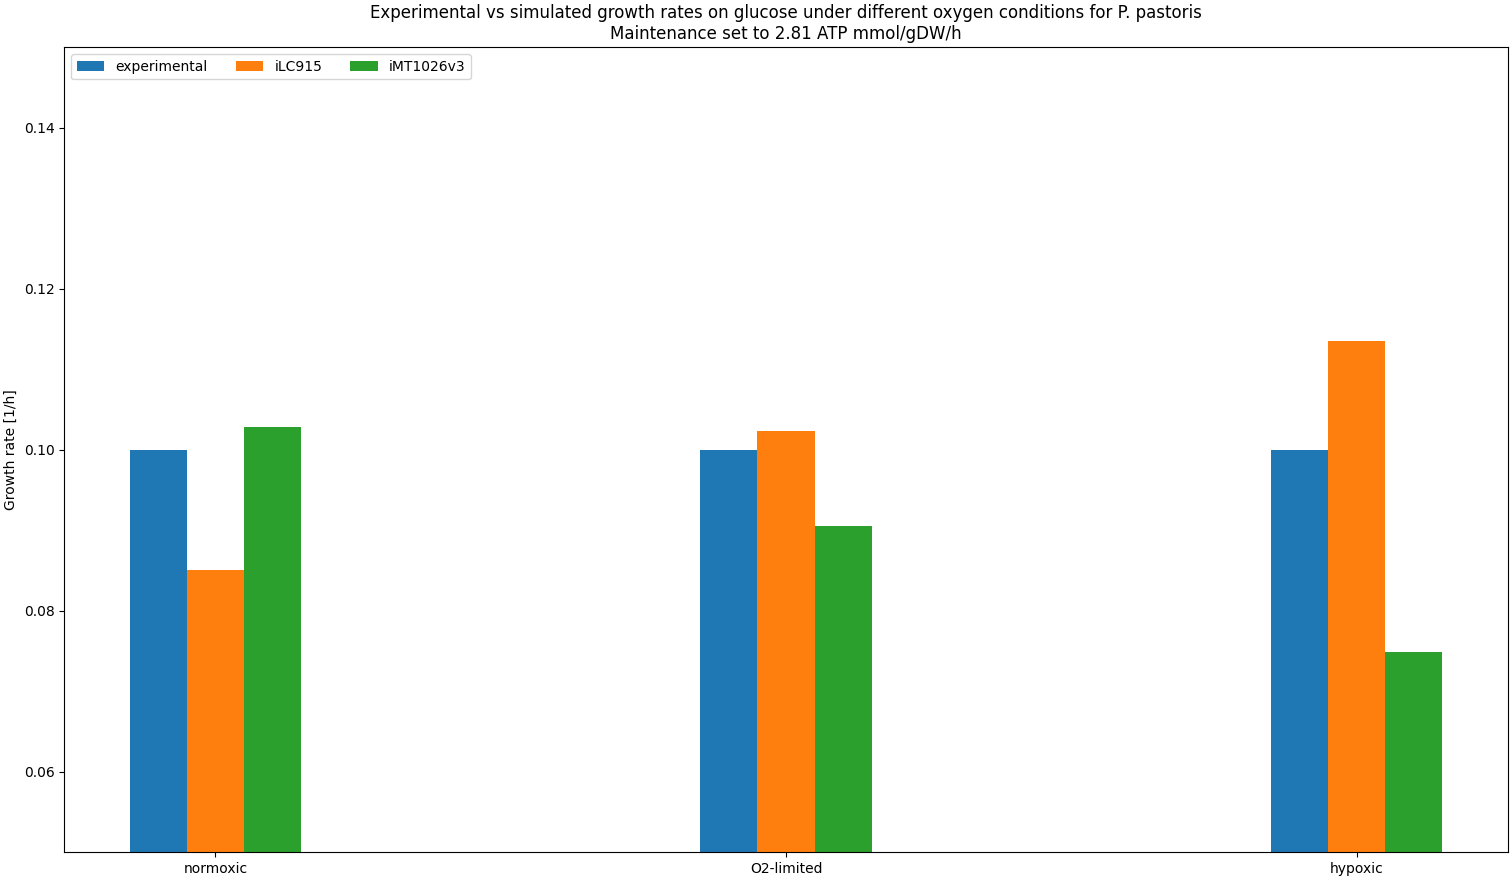 Experimental vs simulated growth rates on glucose under different oxygen conditions for P. pastoris
Maintenance set to 2.81 ATP mmol/gDW/h
experimental iLC915 iMT1026v3
0.14
0.12
0.10
0.08
0.06
Growth rate [1/h]
normoxic O2-limited hypoxic